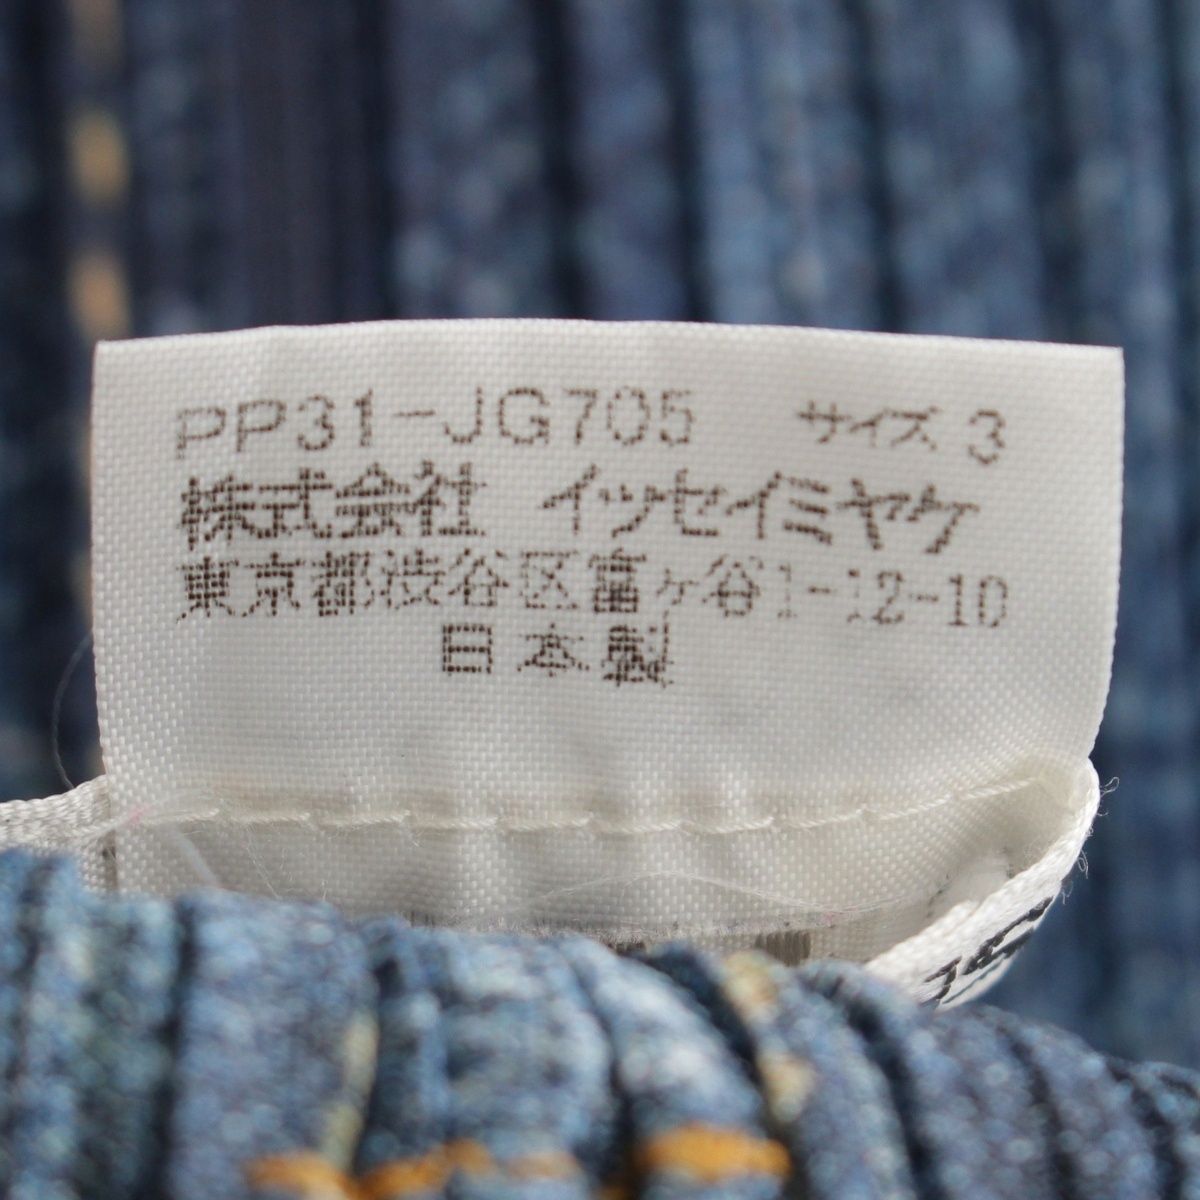 PP31-JG705 サイズ 3
株式会社 イッセイミヤケ
東京都渋谷区富ヶ谷1-12-10
日本製